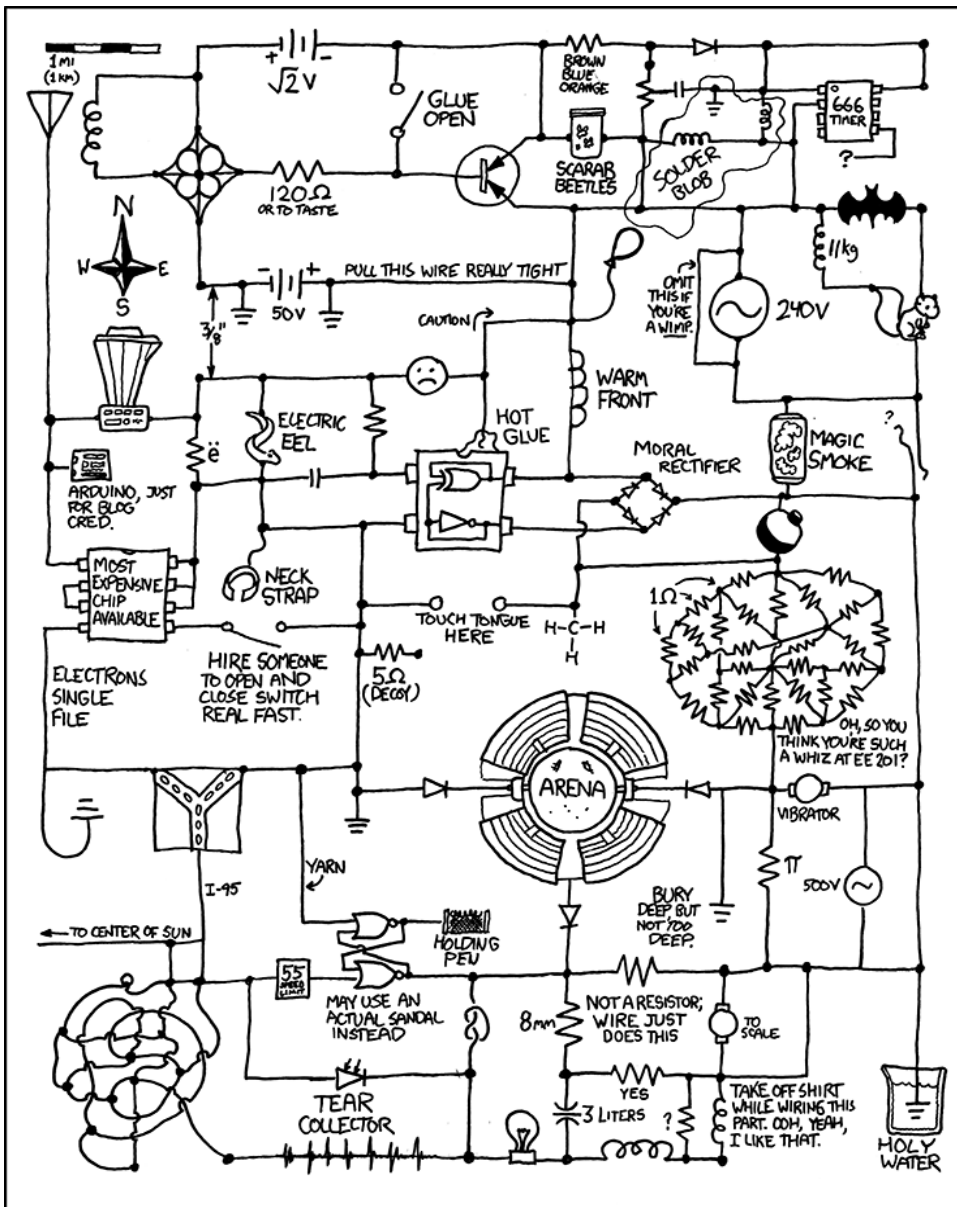 1 MI
(1 KM)
+ -
√2 V
GLUE
OPEN
BROWN
BLUE
ORANGE
666
TIMER
?
120Ω
OR TO TASTE
SCARAB
BEETLES
SOLDER
BLOB
N
W E
S
- +
50V
PULL THIS WIRE REALLY TIGHT
11kg
OMIT
THIS IF
YOU'RE
A WIMP.
240V
3/8"
CAUTION
WARM
FRONT
ELECTRIC
EEL
HOT
GLUE
MORAL
RECTIFIER
MAGIC
SMOKE
?
ë
ARDUINO, JUST
FOR BLOG
CRED.
MOST
EXPENSIVE
CHIP
AVAILABLE
NECK
STRAP
TOUCH TONGUE
HERE
H-C-H
H
1Ω
ELECTRONS
SINGLE
FILE
HIRE SOMEONE
TO OPEN AND
CLOSE SWITCH
REAL FAST.
5Ω
(DECOY)
OH, SO YOU
THINK YOU'RE SUCH
A WHIZ AT EE 201?
ARENA
VIBRATOR
I-95
YARN
π
500V
BURY
DEEP, BUT
NOT TOO
DEEP.
TO CENTER OF SUN
HOLDING
PEN
55
SPEED
LIMIT
MAY USE AN
ACTUAL SANDAL
INSTEAD
8mm
NOT A RESISTOR;
WIRE JUST
DOES THIS
TO
SCALE
TEAR
COLLECTOR
YES
3 LITERS
?
TAKE OFF SHIRT
WHILE WIRING THIS
PART. OOH, YEAH,
I LIKE THAT.
HOLY
WATER